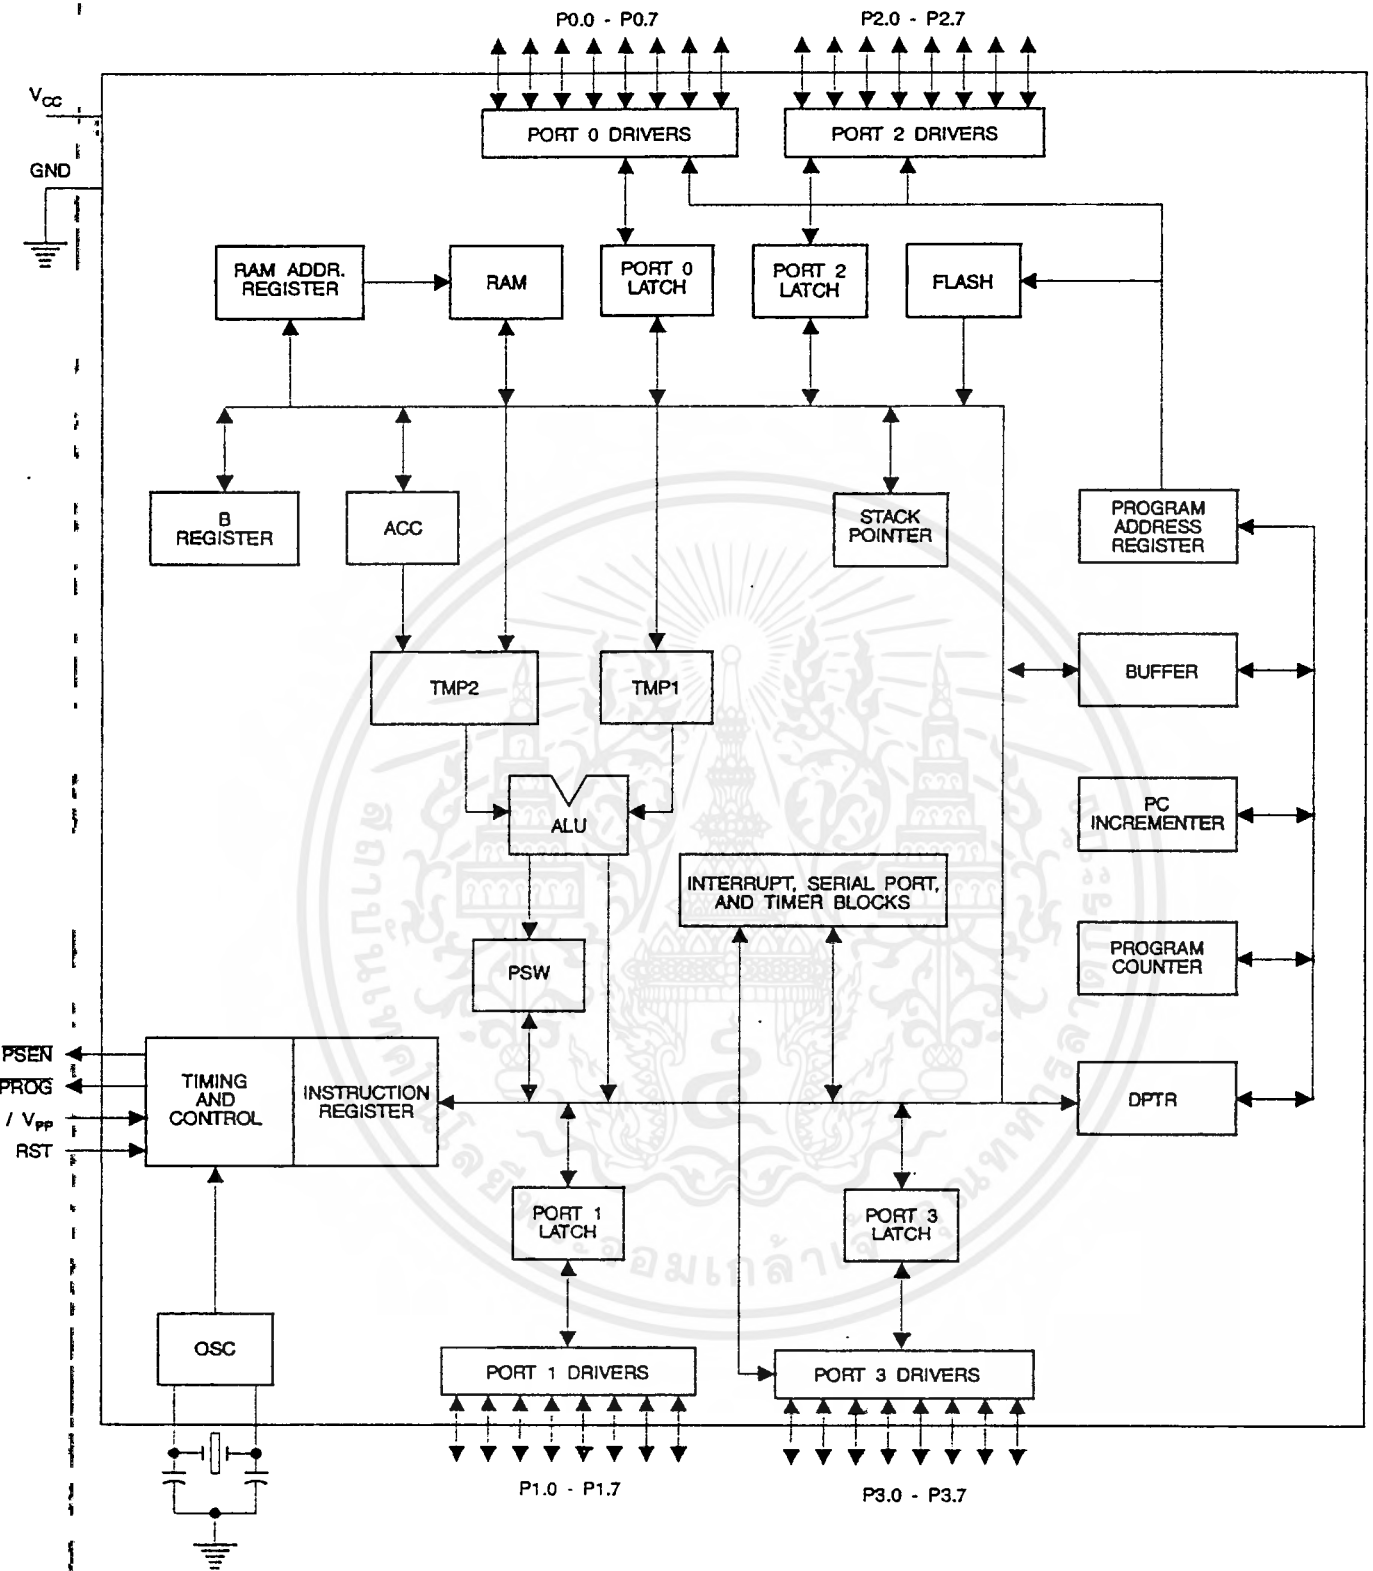 P0.0 - P0.7
P2.0 - P2.7
VCC
GND
PORT 0 DRIVERS
PORT 2 DRIVERS
RAM ADDR.
REGISTER
RAM
PORT 0
LATCH
PORT 2
LATCH
FLASH
B
REGISTER
ACC
STACK
POINTER
PROGRAM
ADDRESS
REGISTER
TMP2
TMP1
BUFFER
ALU
PC
INCREMENTER
INTERRUPT, SERIAL PORT,
AND TIMER BLOCKS
PSW
PROGRAM
COUNTER
PSEN
PROG
/ VPP
RST
TIMING
AND
CONTROL
INSTRUCTION
REGISTER
DPTR
PORT 1
LATCH
PORT 3
LATCH
OSC
PORT 1 DRIVERS
PORT 3 DRIVERS
P1.0 - P1.7
P3.0 - P3.7